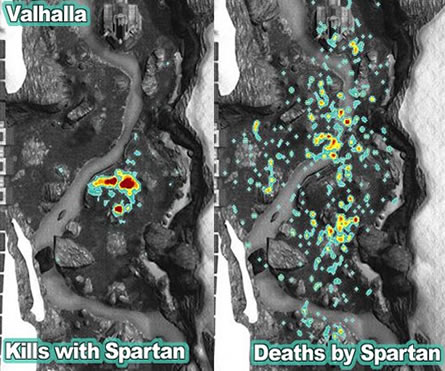 Valhalla
Kills with Spartan
Deaths by Spartan